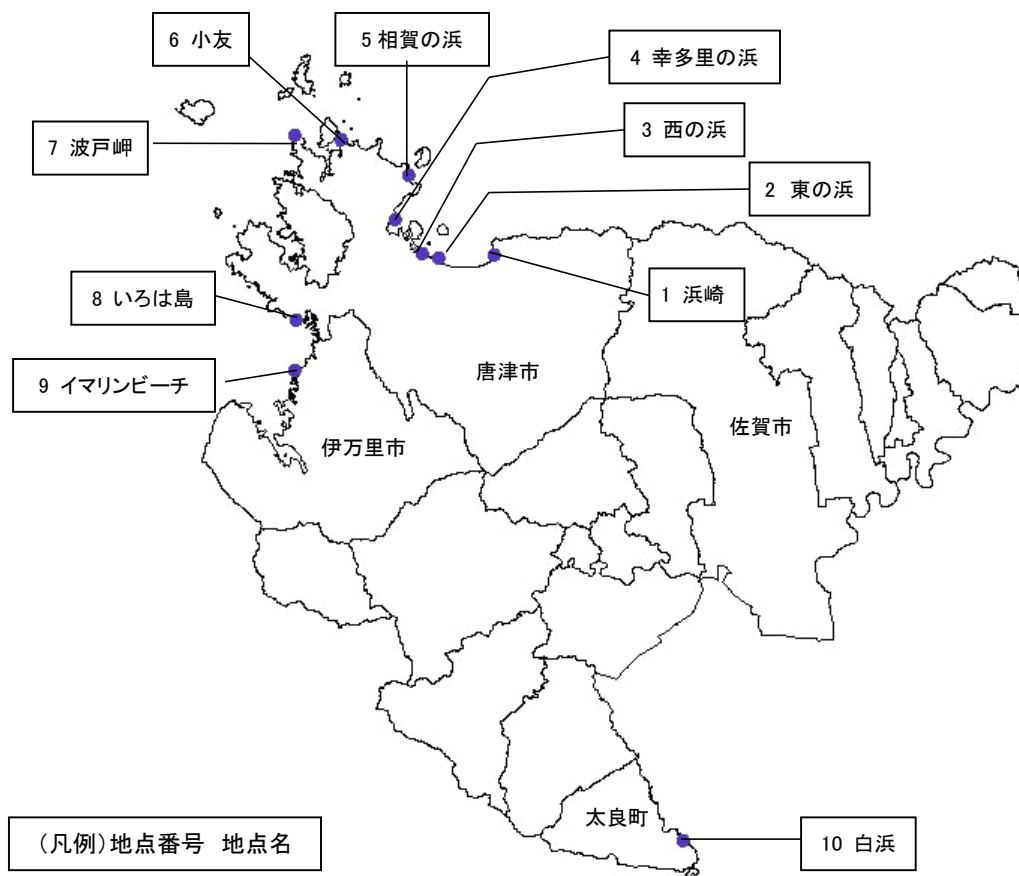 6 小友
5 相賀の浜
4 幸多里の浜
3 西の浜
7 波戸岬
2 東の浜
8 いろは島
1 浜崎
唐津市
9 イマリンビーチ
佐賀市
伊万里市
太良町
(凡例)地点番号 地点名
10 白浜